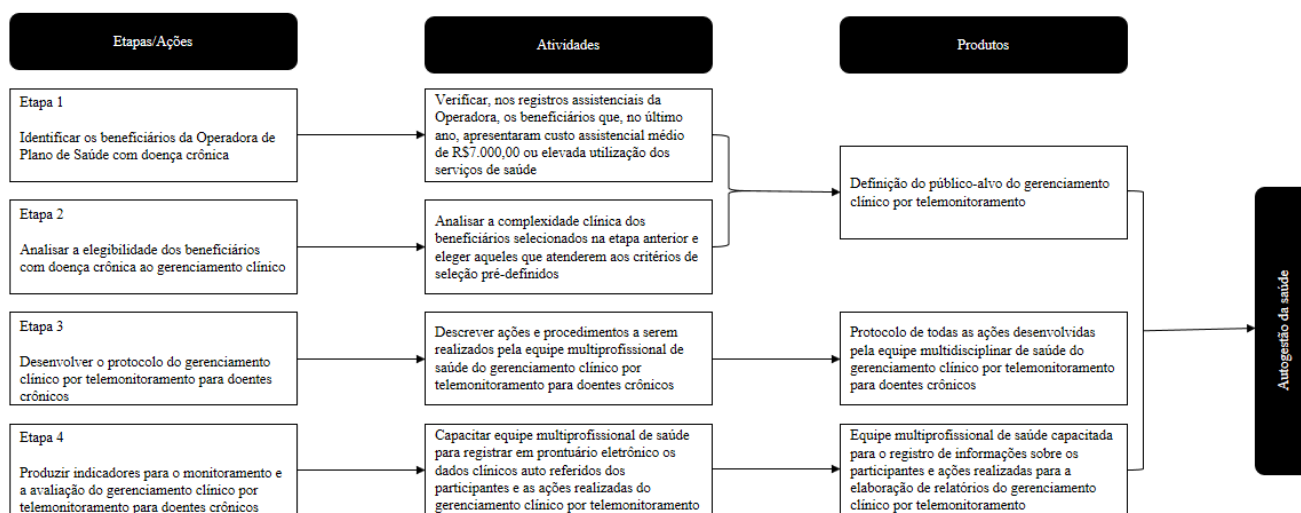 Etapas/Ações
Atividades
Produtos
Etapa 1
Identificar os beneficiários da Operadora de
Plano de Saúde com doença crônica
Verificar, nos registros assistenciais da
Operadora, os beneficiários que, no último
ano, apresentaram custo assistencial médio
de R$7.000,00 ou elevada utilização dos
serviços de saúde
Definição do público-alvo do gerenciamento
clínico por telemonitoramento
Etapa 2
Analisar a elegibilidade dos beneficiários
com doença crônica ao gerenciamento clínico
Analisar a complexidade clínica dos
beneficiários selecionados na etapa anterior e
eleger aqueles que atenderem aos critérios de
seleção pré-definidos
Etapa 3
Desenvolver o protocolo do gerenciamento
clínico por telemonitoramento para doentes
crônicos
Descrever ações e procedimentos a serem
realizados pela equipe multiprofissional de
saúde do gerenciamento clínico por
telemonitoramento para doentes crônicos
Protocolo de todas as ações desenvolvidas
pela equipe multidisciplinar de saúde do
gerenciamento clínico por telemonitoramento
para doentes crônicos
Etapa 4
Produzir indicadores para o monitoramento e
a avaliação do gerenciamento clínico por
telemonitoramento para doentes crônicos
Capacitar equipe multiprofissional de saúde
para registrar em prontuário eletrônico os
dados clínicos auto referidos dos
participantes e as ações realizadas do
gerenciamento clínico por telemonitoramento
Equipe multiprofissional de saúde capacitada
para o registro de informações sobre os
participantes e ações realizadas para a
elaboração de relatórios do gerenciamento
clínico por telemonitoramento
Autogestão da saúde